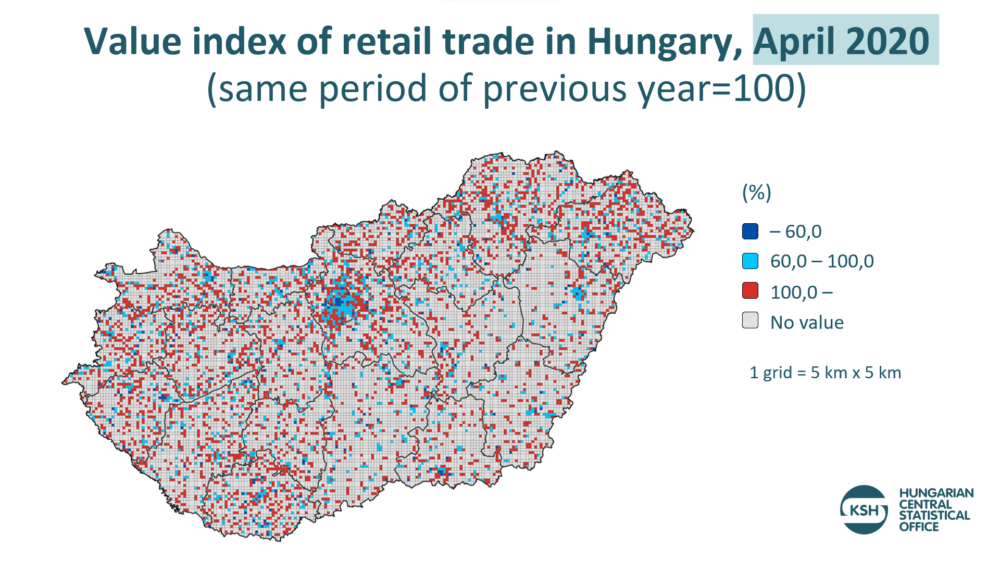 Value index of retail trade in Hungary, April 2020
(same period of previous year=100)
(%)
– 60,0
60,0 – 100,0
100,0 –
No value
1 grid = 5 km x 5 km
KSH
HUNGARIAN
CENTRAL
STATISTICAL
OFFICE